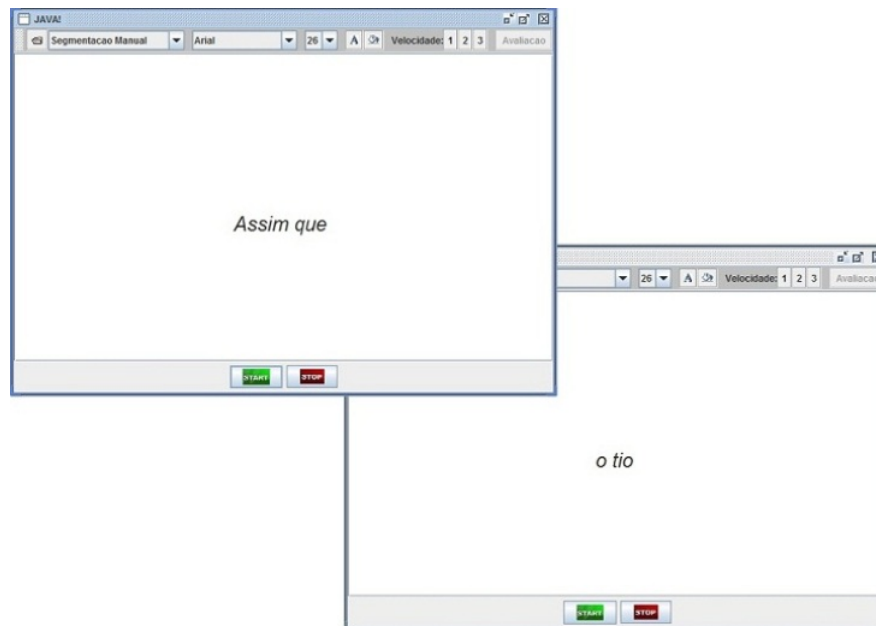 JAVA!
Segmentacao Manual Arial 26 A Velocidade: 1 2 3 Avaliacao
Assim que
START STOP
26 A Velocidade: 1 2 3 Avaliacao
o tio
START STOP